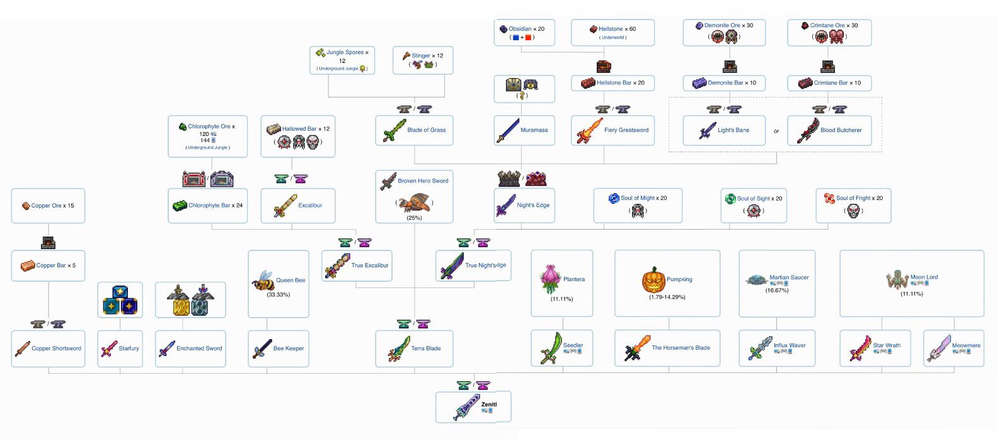 Obsidian × 20
( + )
Hellstone × 60
( Underworld )
Demonite Ore × 30
( )
Crimtane Ore × 30
( )
Jungle Spores ×
12
( Underground Jungle )
Stinger × 12
( )
( )
Hellstone Bar × 20
Demonite Bar × 10
Crimtane Bar × 10
/
/
/
/
Chlorophyte Ore x
120
144
( Underground Jungle )
Hallowed Bar × 12
( )
Blade of Grass
Muramasa
Fiery Greatsword
Light's Bane
or
Blood Butcherer
/
/
/
Broken Hero Sword
( )
(25%)
Copper Ore × 15
Chlorophyte Bar x 24
Excalibur
Night's Edge
Soul of Might × 20
( )
Soul of Sight × 20
( )
Soul of Fright × 20
( )
/
/
Copper Bar × 5
Queen Bee
(33.33%)
True Excalibur
True Night'sdge
Plantera
(11.11%)
Pumpking
(1.79-14.29%)
Martian Saucer
(16.67%)
Moon Lord
(11.11%)
/
/
Copper Shortsword
Starfury
Enchanted Sword
Bee Keeper
Terra Blade
Seedler
The Horseman's Blade
Influx Waver
Star Wrath
Meowmere
/
Zenitl